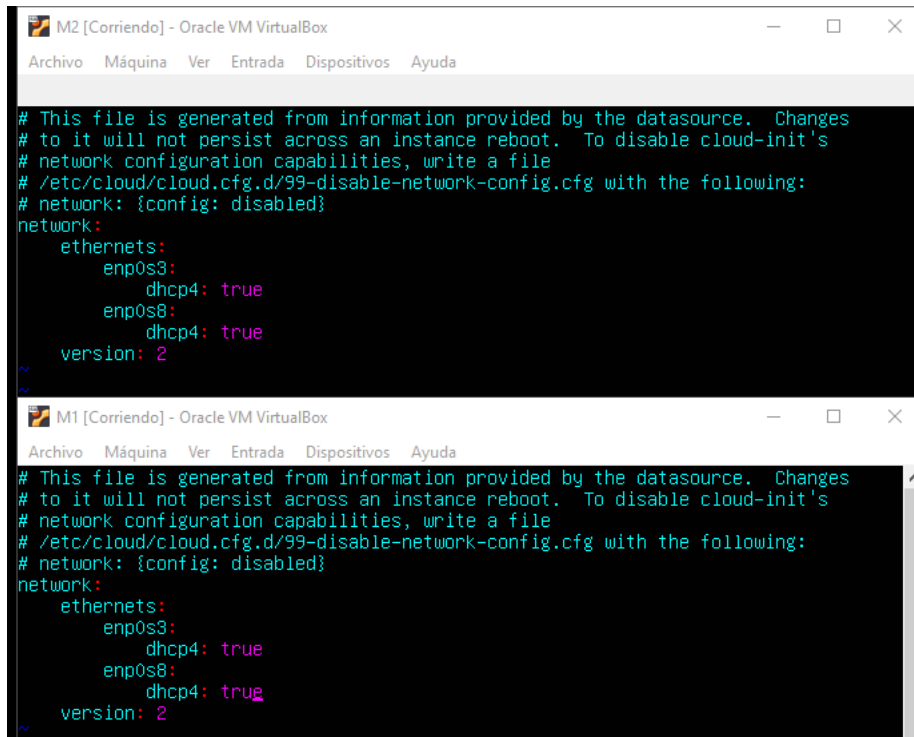 M2 [Corriendo] - Oracle VM VirtualBox
Archivo Máquina Ver Entrada Dispositivos Ayuda
# This file is generated from information provided by the datasource.  Changes
# to it will not persist across an instance reboot.  To disable cloud-init's
# network configuration capabilities, write a file
# /etc/cloud/cloud.cfg.d/99-disable-network-config.cfg with the following:
# network: {config: disabled}
network:
    ethernets:
        enp0s3:
            dhcp4: true
        enp0s8:
            dhcp4: true
    version: 2
~
~
M1 [Corriendo] - Oracle VM VirtualBox
Archivo Máquina Ver Entrada Dispositivos Ayuda
# This file is generated from information provided by the datasource.  Changes
# to it will not persist across an instance reboot.  To disable cloud-init's
# network configuration capabilities, write a file
# /etc/cloud/cloud.cfg.d/99-disable-network-config.cfg with the following:
# network: {config: disabled}
network:
    ethernets:
        enp0s3:
            dhcp4: true
        enp0s8:
            dhcp4: true
    version: 2
~